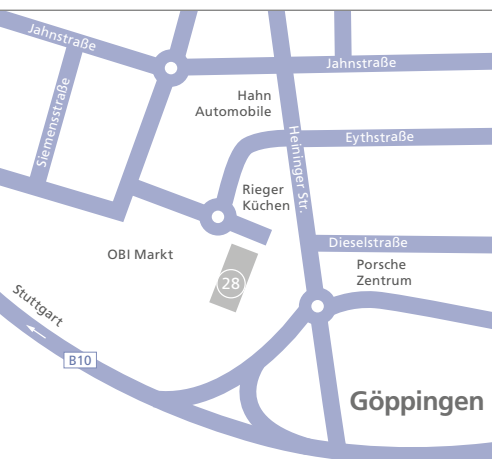 Jahnstraße
Jahnstraße
Siemensstraße
Hahn
Automobile
Heininger Str.
Eythstraße
Rieger
Küchen
OBI Markt
Dieselstraße
Porsche
Zentrum
28
Stuttgart
B10
Göppingen